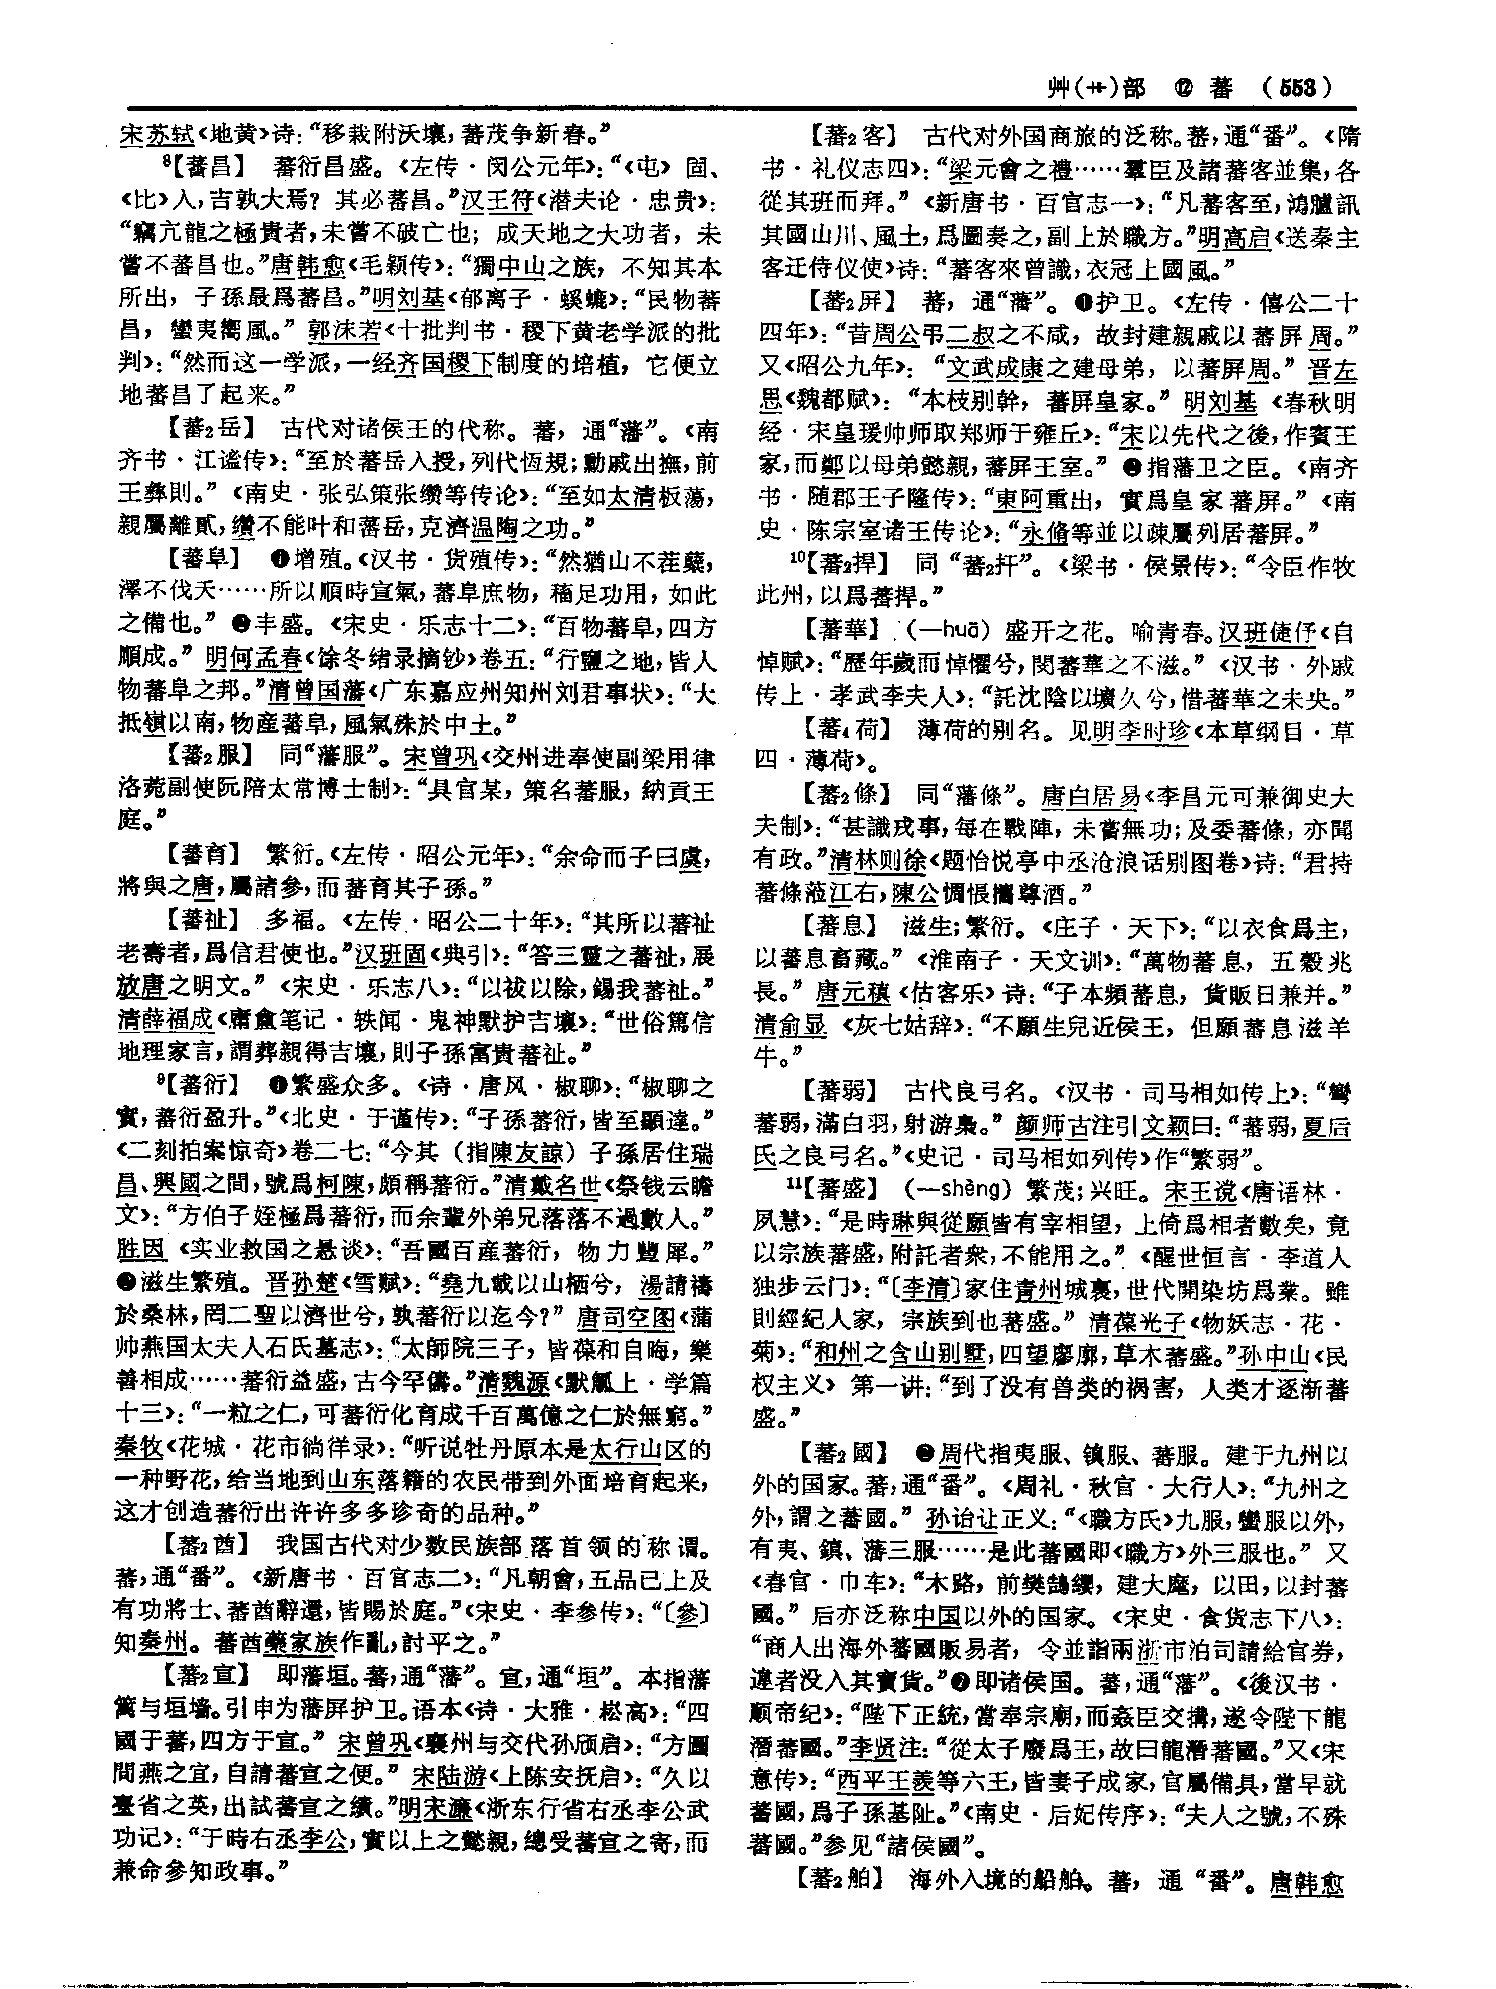 艸(艹)部 ⑫ 蕃 (553)
宋苏轼《地黄》诗：“移栽附沃壤，蕃茂争新春。”
⁸【蕃昌】 蕃衍昌盛。《左传·闵公元年》：“《屯》固、
《比》入，吉孰大焉？其必蕃昌。”汉王符《潜夫论·忠贵》：
“竊亢龍之極貴者，未嘗不破亡也；成天地之大功者，未
嘗不蕃昌也。”唐韩愈《毛颖传》：“獨中山之族，不知其本
所出，子孫最爲蕃昌。”明刘基《郁离子·螇螰》：“民物蕃
昌，蠻夷嚮風。”郭沫若《十批判书·稷下黄老学派的批
判》：“然而这一学派，一经齐国稷下制度的培植，它便立
地蕃昌了起来。”
【蕃₂岳】 古代对诸侯王的代称。蕃，通“藩”。《南
齐书·江谧传》：“至於蕃岳入授，列代恆規；勳戚出撫，前
王彝則。”《南史·张弘策张缵等传论》：“至如太清板蕩，
親屬離貳，纘不能叶和蕃岳，克濟温陶之功。”
【蕃阜】 ❶增殖。《汉书·货殖传》：“然猶山不茬蘖，
澤不伐夭……所以順時宣氣，蕃阜庶物，稸足功用，如此
之備也。”❷丰盛。《宋史·乐志十二》：“百物蕃阜，四方
順成。”明何孟春《馀冬绪录摘钞》卷五：“行鹽之地，皆人
物蕃阜之邦。”清曾国藩《广东嘉应州知州刘君事状》：“大
抵嶺以南，物産蕃阜，風氣殊於中土。”
【蕃₂服】 同“藩服”。宋曾巩《交州进奉使副梁用律
洛菀副使阮陪太常博士制》：“具官某，策名蕃服，納貢王
庭。”
【蕃育】 繁衍。《左传·昭公元年》：“余命而子曰虞，
將與之唐，屬諸參，而蕃育其子孫。”
【蕃祉】 多福。《左传·昭公二十年》：“其所以蕃祉
老壽者，爲信君使也。”汉班固《典引》：“答三靈之蕃祉，展
放唐之明文。”《宋史·乐志八》：“以祓以除，錫我蕃祉。”
清薛福成《庸盦笔记·轶闻·鬼神默护吉壤》：“世俗篤信
地理家言，謂葬親得吉壤，則子孫富貴蕃祉。”
⁹【蕃衍】 ❶繁盛众多。《诗·唐风·椒聊》：“椒聊之
實，蕃衍盈升。”《北史·于谨传》：“子孫蕃衍，皆至顯達。”
《二刻拍案惊奇》卷二七：“今其（指陳友諒）子孫居住瑞
昌、興國之間，號爲柯陳，頗稱蕃衍。”清戴名世《祭钱云瞻
文》：“方伯子姪極爲蕃衍，而余輩外弟兄落落不過數人。”
胜因《实业救国之悬谈》：“吾國百産蕃衍，物力豐犀。”
❷滋生繁殖。晋孙楚《雪赋》：“堯九載以山栖兮，湯請禱
於桑林，罔二聖以濟世兮，孰蕃衍以迄今？”唐司空图《蒲
帅燕国太夫人石氏墓志》：“太師院三子，皆葆和自晦，樂
善相成……蕃衍益盛，古今罕儔。”清魏源《默觚上·学篇
十三》：“一粒之仁，可蕃衍化育成千百萬億之仁於無窮。”
秦牧《花城·花市徜徉录》：“听说牡丹原本是太行山区的
一种野花，给当地到山东落籍的农民带到外面培育起来，
这才创造蕃衍出许许多多珍奇的品种。”
【蕃₂酋】 我国古代对少数民族部落首领的称谓。
蕃，通“番”。《新唐书·百官志二》：“凡朝會，五品已上及
有功將士、蕃酋辭還，皆賜於庭。”《宋史·李参传》：“〔參〕
知秦州。蕃酋藥家族作亂，討平之。”
【蕃₂宣】 即藩垣。蕃，通“藩”。宣，通“垣”。本指藩
篱与垣墙。引申为藩屏护卫。语本《诗·大雅·崧高》：“四
國于蕃，四方于宣。”宋曾巩《襄州与交代孙颀启》：“方圖
間燕之宜，自請蕃宣之便。”宋陆游《上陈安抚启》：“久以
臺省之英，出試蕃宣之績。”明宋濂《浙东行省右丞李公武
功记》：“于時右丞李公，實以上之懿親，總受蕃宣之寄，而
兼命參知政事。”
【蕃₂客】 古代对外国商旅的泛称。蕃，通“番”。《隋
书·礼仪志四》：“梁元會之禮……羣臣及諸蕃客並集，各
從其班而拜。”《新唐书·百官志一》：“凡蕃客至，鴻臚訊
其國山川、風土，爲圖奏之，副上於職方。”明高启《送秦主
客迁侍仪使》诗：“蕃客來曾識，衣冠上國風。”
【蕃₂屏】 蕃，通“藩”。❶护卫。《左传·僖公二十
四年》：“昔周公弔二叔之不咸，故封建親戚以蕃屏周。”
又《昭公九年》：“文武成康之建母弟，以蕃屏周。”晋左
思《魏都赋》：“本枝别幹，蕃屏皇家。”明刘基《春秋明
经·宋皇瑗帅师取郑师于雍丘》：“宋以先代之後，作賓王
家，而鄭以母弟懿親，蕃屏王室。”❷指藩卫之臣。《南齐
书·随郡王子隆传》：“東阿重出，實爲皇家蕃屏。”《南
史·陈宗室诸王传论》：“永脩等並以疎屬列居蕃屏。”
¹⁰【蕃₂捍】 同“蕃₂扞”。《梁书·侯景传》：“令臣作牧
此州，以爲蕃捍。”
【蕃華】（—huā）盛开之花。喻青春。汉班倢伃《自
悼赋》：“歷年歲而悼懼兮，閔蕃華之不滋。”《汉书·外戚
传上·孝武李夫人》：“託沈陰以壙久兮，惜蕃華之未央。”
【蕃₄荷】 薄荷的别名。见明李时珍《本草纲目·草
四·薄荷》。
【蕃₂條】 同“藩條”。唐白居易《李昌元可兼御史大
夫制》：“甚識戎事，每在戰陣，未嘗無功；及委蕃條，亦聞
有政。”清林则徐《题怡悦亭中丞沧浪话别图卷》诗：“君持
蕃條蒞江右，陳公惆悵攜尊酒。”
【蕃息】 滋生；繁衍。《庄子·天下》：“以衣食爲主，
以蕃息畜藏。”《淮南子·天文训》：“萬物蕃息，五穀兆
長。”唐元稹《估客乐》诗：“子本頻蕃息，貨販日兼并。”
清俞显《灰七姑辞》：“不願生兒近侯王，但願蕃息滋羊
牛。”
【蕃弱】 古代良弓名。《汉书·司马相如传上》：“彎
蕃弱，滿白羽，射游梟。”颜师古注引文颖曰：“蕃弱，夏后
氏之良弓名。”《史记·司马相如列传》作“繁弱”。
¹¹【蕃盛】（—shèng）繁茂；兴旺。宋王谠《唐语林·
夙慧》：“是時琳與從願皆有宰相望，上倚爲相者數矣，竟
以宗族蕃盛，附託者衆，不能用之。”《醒世恒言·李道人
独步云门》：“〔李清〕家住青州城裏，世代開染坊爲業。雖
則經紀人家，宗族到也蕃盛。”清葆光子《物妖志·花·
菊》：“和州之含山别墅，四望廖廓，草木蕃盛。”孙中山《民
权主义》第一讲：“到了没有兽类的祸害，人类才逐渐蕃
盛。”
【蕃₂國】 ❶周代指夷服、镇服、蕃服。建于九州以
外的国家。蕃，通“番”。《周礼·秋官·大行人》：“九州之
外，謂之蕃國。”孙诒让正义：“《職方氏》九服，蠻服以外，
有夷、鎮、藩三服……是此蕃國即《職方》外三服也。”又
《春官·巾车》：“木路，前樊鵠纓，建大麾，以田，以封蕃
國。”后亦泛称中国以外的国家。《宋史·食货志下八》：
“商人出海外蕃國販易者，令並詣兩浙市泊司請給官券，
違者没入其寶貨。”❷即诸侯国。蕃，通“藩”。《後汉书·
顺帝纪》：“陛下正統，當奉宗廟，而姦臣交搆，遂令陛下龍
潛蕃國。”李贤注：“從太子廢爲王，故曰龍潛蕃國。”又《宋
意传》：“西平王羨等六王，皆妻子成家，官屬備具，當早就
蕃國，爲子孫基阯。”《南史·后妃传序》：“夫人之號，不殊
蕃國。”参见“諸侯國”。
【蕃₂舶】 海外入境的船舶。蕃，通“番”。唐韩愈